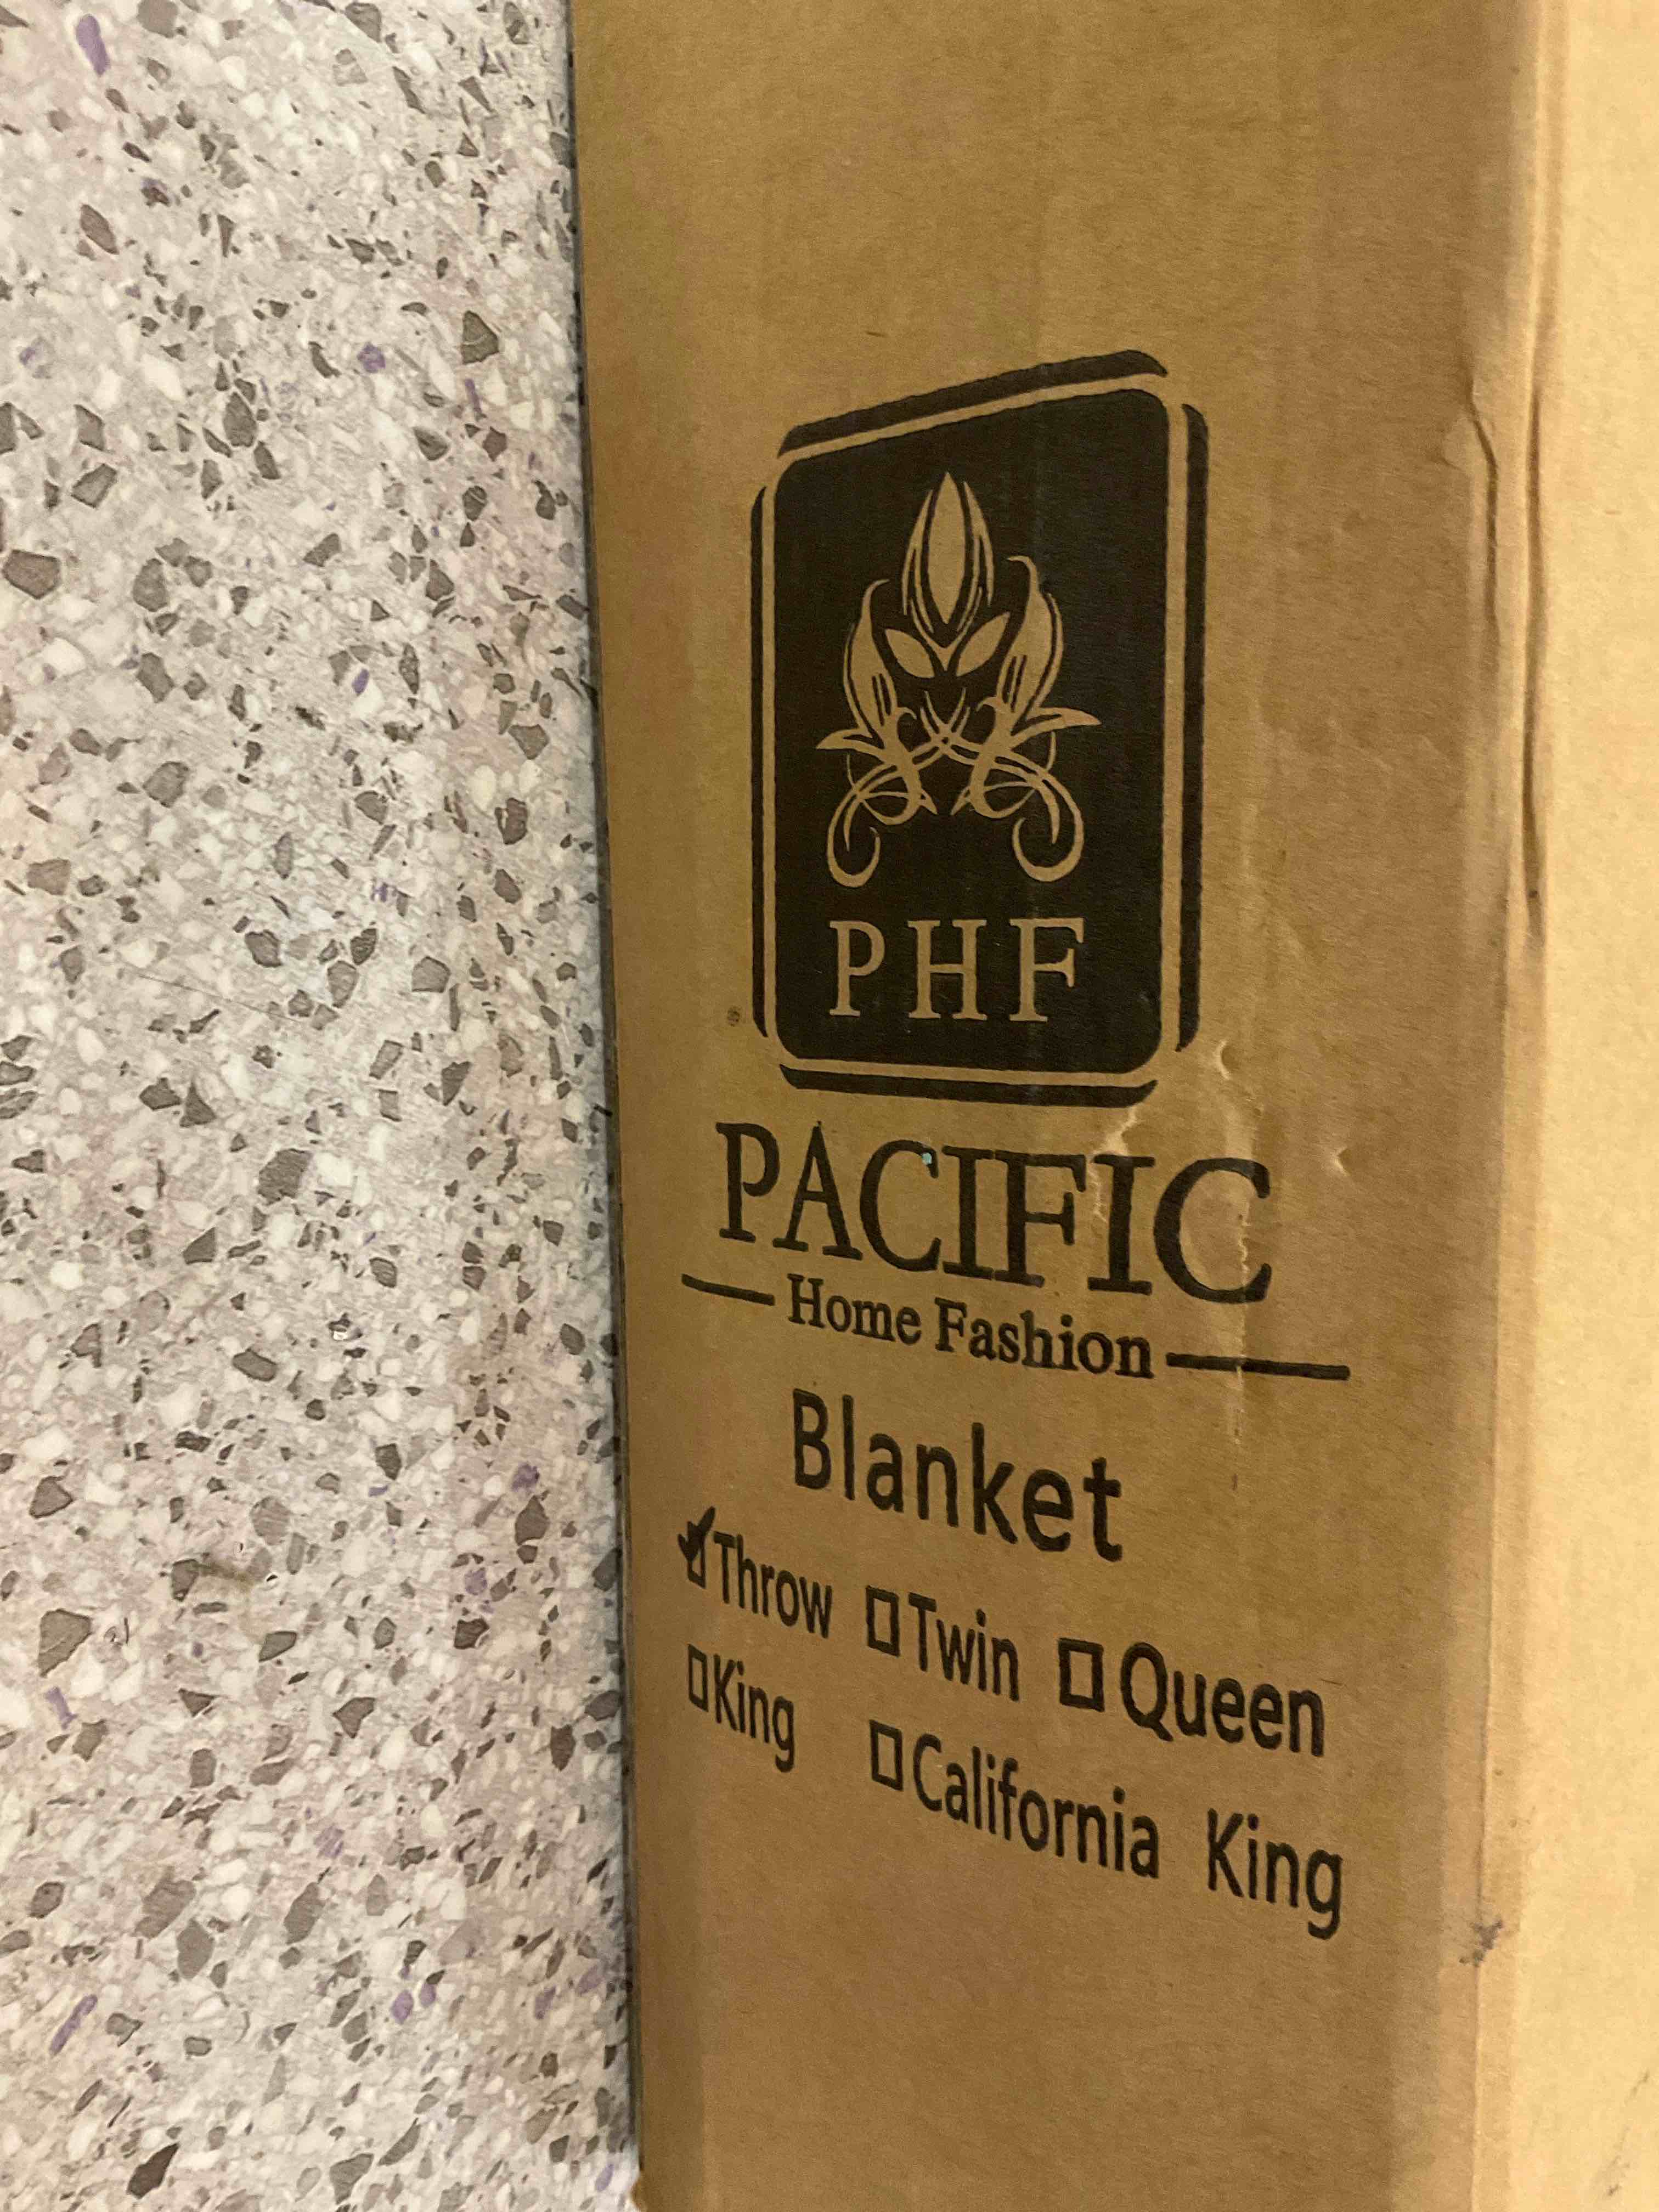 PHF
PACIFIC
Home Fashion
Blanket
Throw Twin Queen
King California King